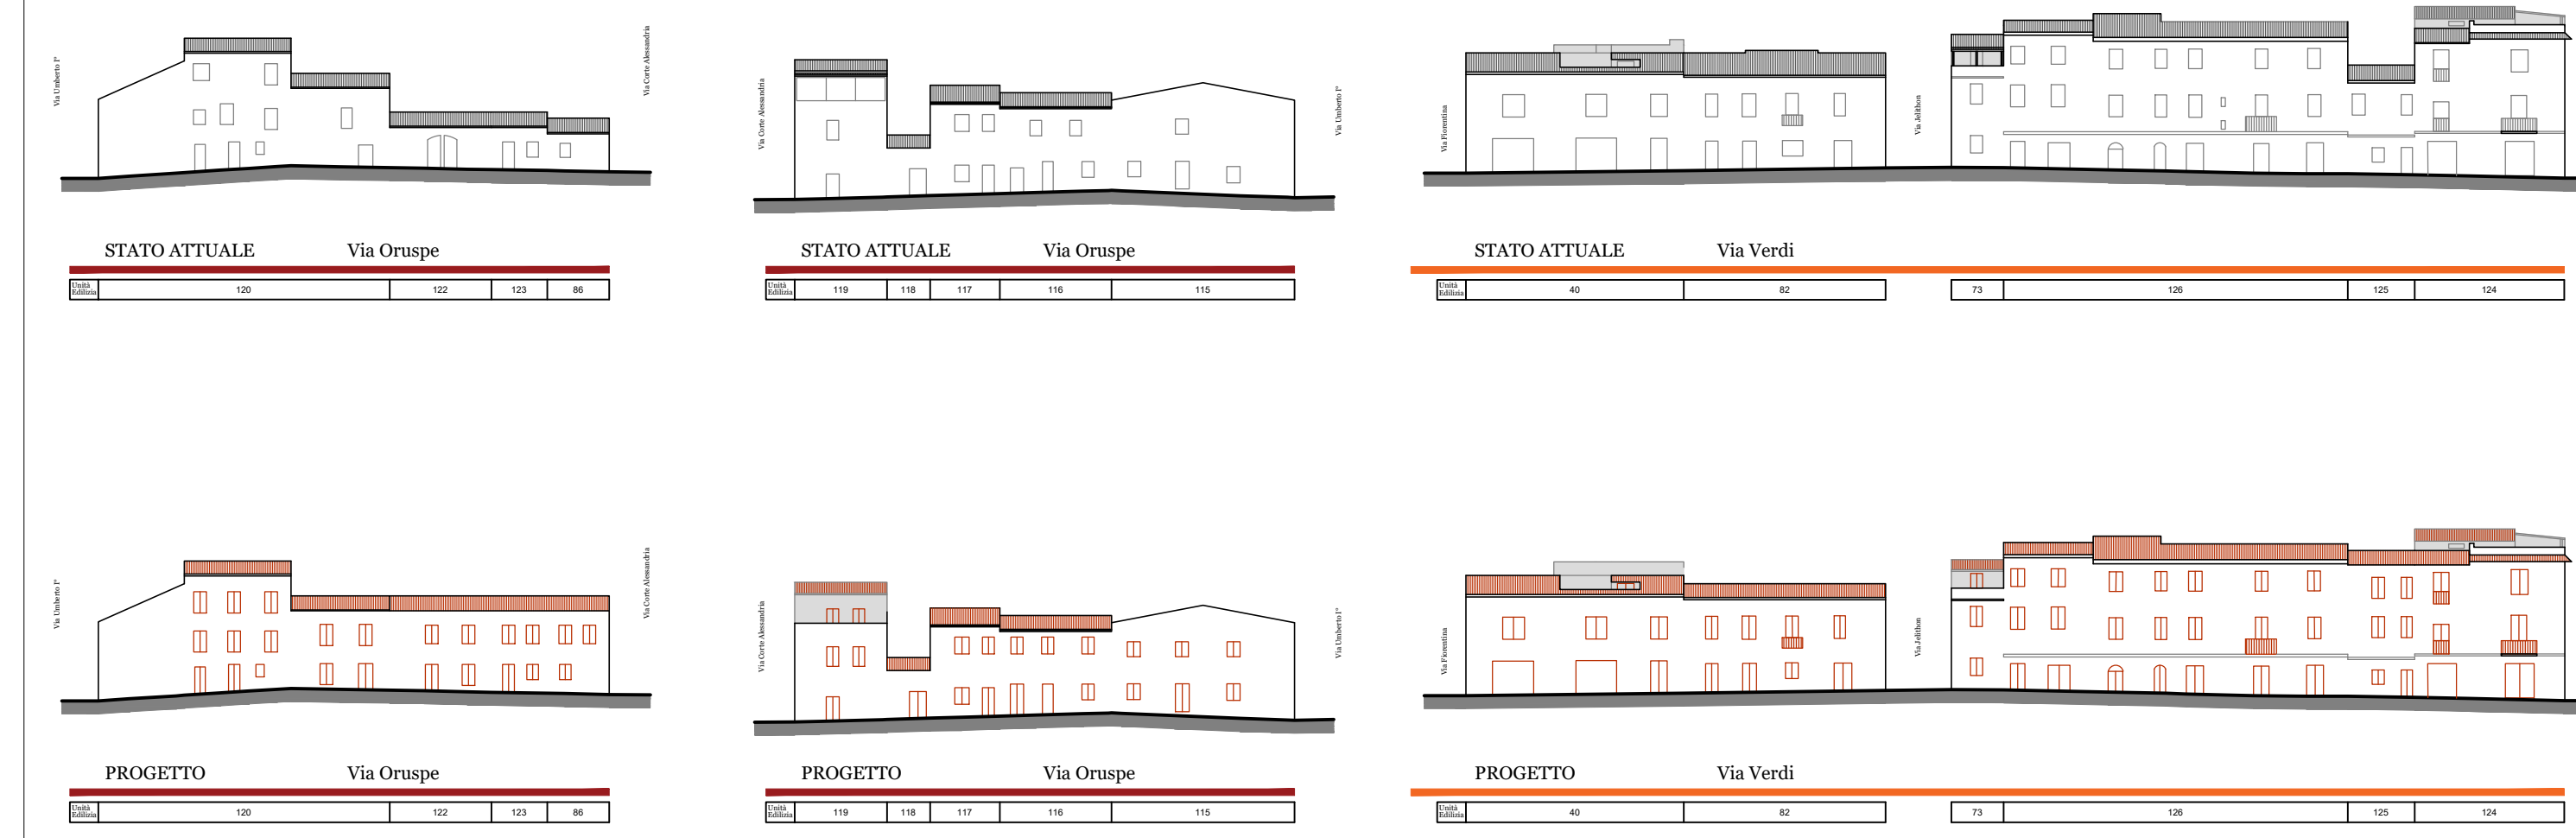 Via Umberto I°
Via Corte Alessandria
Via Corte Alessandria
Via Umberto I°
Via Fiorentina
Via Jelithon
STATO ATTUALE Via Oruspe
STATO ATTUALE Via Oruspe
STATO ATTUALE Via Verdi
Unità
Edilizia
120 122 123 86
Unità
Edilizia
119 118 117 116 115
Unità
Edilizia
40 82 73 126 125 124
Via Umberto I°
Via Corte Alessandria
Via Corte Alessandria
Via Umberto I°
Via Fiorentina
Via Jelithon
PROGETTO Via Oruspe
PROGETTO Via Oruspe
PROGETTO Via Verdi
Unità
Edilizia
120 122 123 86
Unità
Edilizia
119 118 117 116 115
Unità
Edilizia
40 82 73 126 125 124